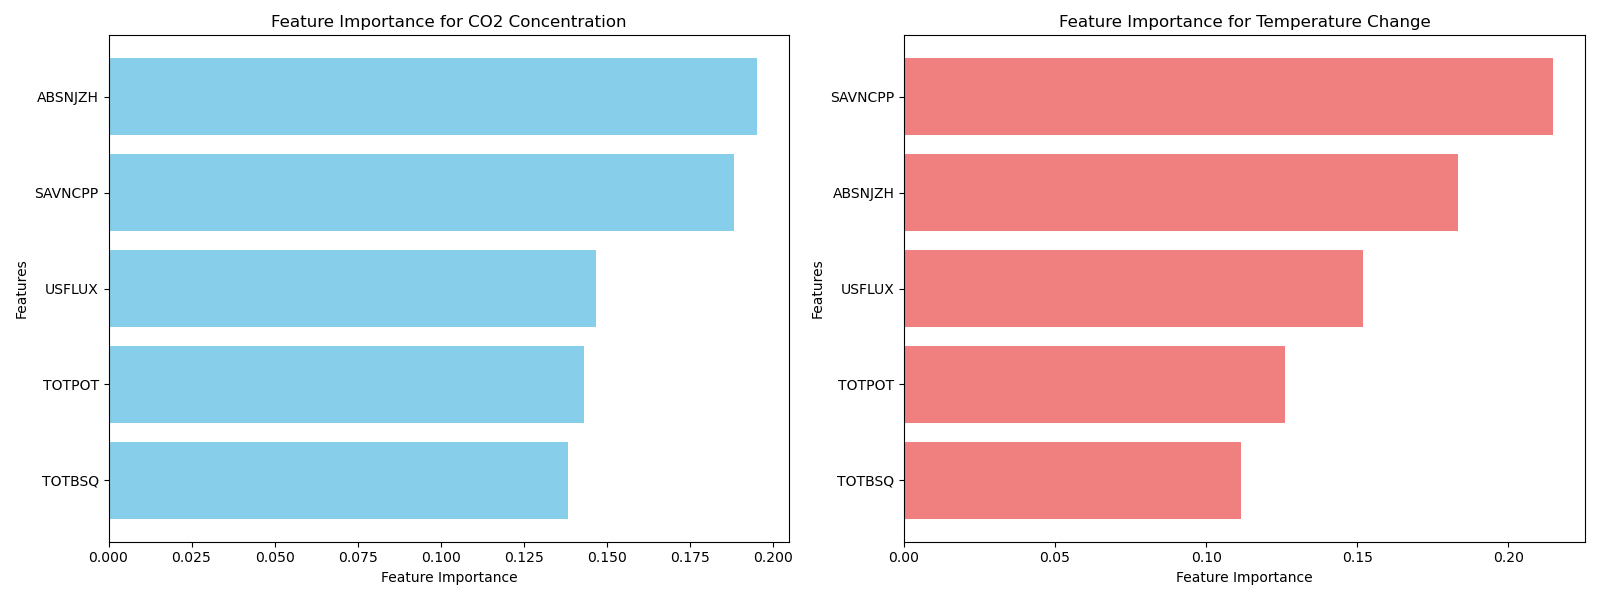 Feature Importance for CO2 Concentration
ABSNJZH
SAVNCPP
USFLUX
TOTPOT
TOTBSQ
Features
0.000 0.025 0.050 0.075 0.100 0.125 0.150 0.175 0.200
Feature Importance
Feature Importance for Temperature Change
SAVNCPP
ABSNJZH
USFLUX
TOTPOT
TOTBSQ
Features
0.00 0.05 0.10 0.15 0.20
Feature Importance